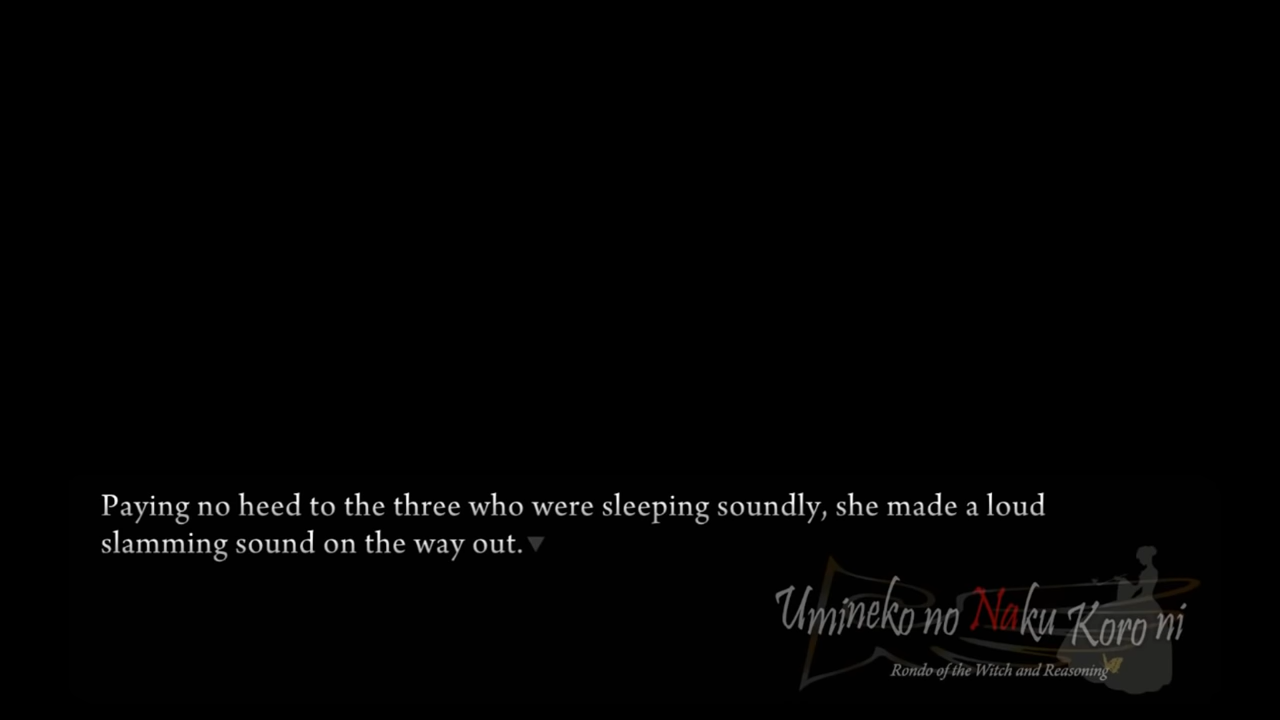 Paying no heed to the three who were sleeping soundly, she made a loud
slamming sound on the way out.
Umineko no Naku Koro ni
Rondo of the Witch and Reasoning